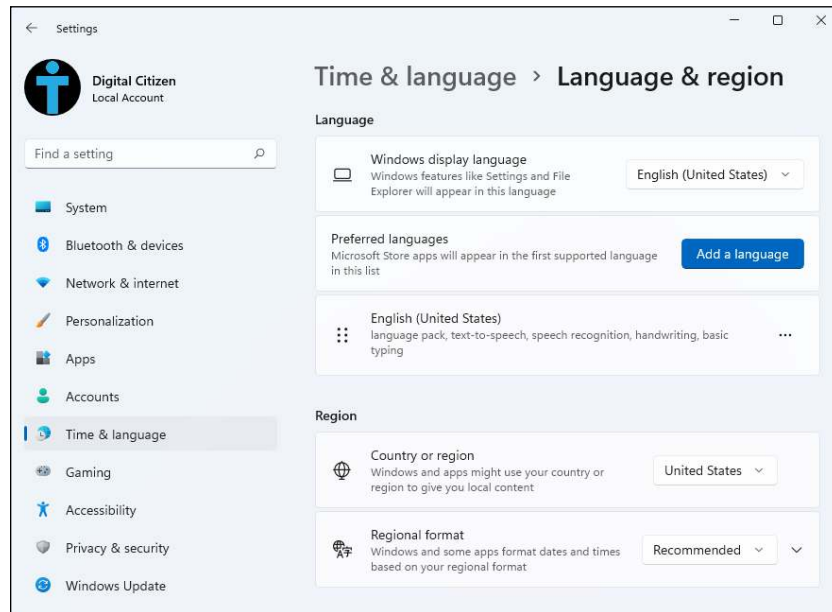 Settings
Digital Citizen
Local Account
Find a setting
System
Bluetooth & devices
Network & internet
Personalization
Apps
Accounts
Time & language
Gaming
Accessibility
Privacy & security
Windows Update
Time & language > Language & region
Language
Windows display language
Windows features like Settings and File
Explorer will appear in this language
English (United States)
Preferred languages
Microsoft Store apps will appear in the first supported language
in this list
Add a language
English (United States)
language pack, text-to-speech, speech recognition, handwriting, basic
typing
Region
Country or region
Windows and apps might use your country or
region to give you local content
United States
Regional format
Windows and some apps format dates and times
based on your regional format
Recommended